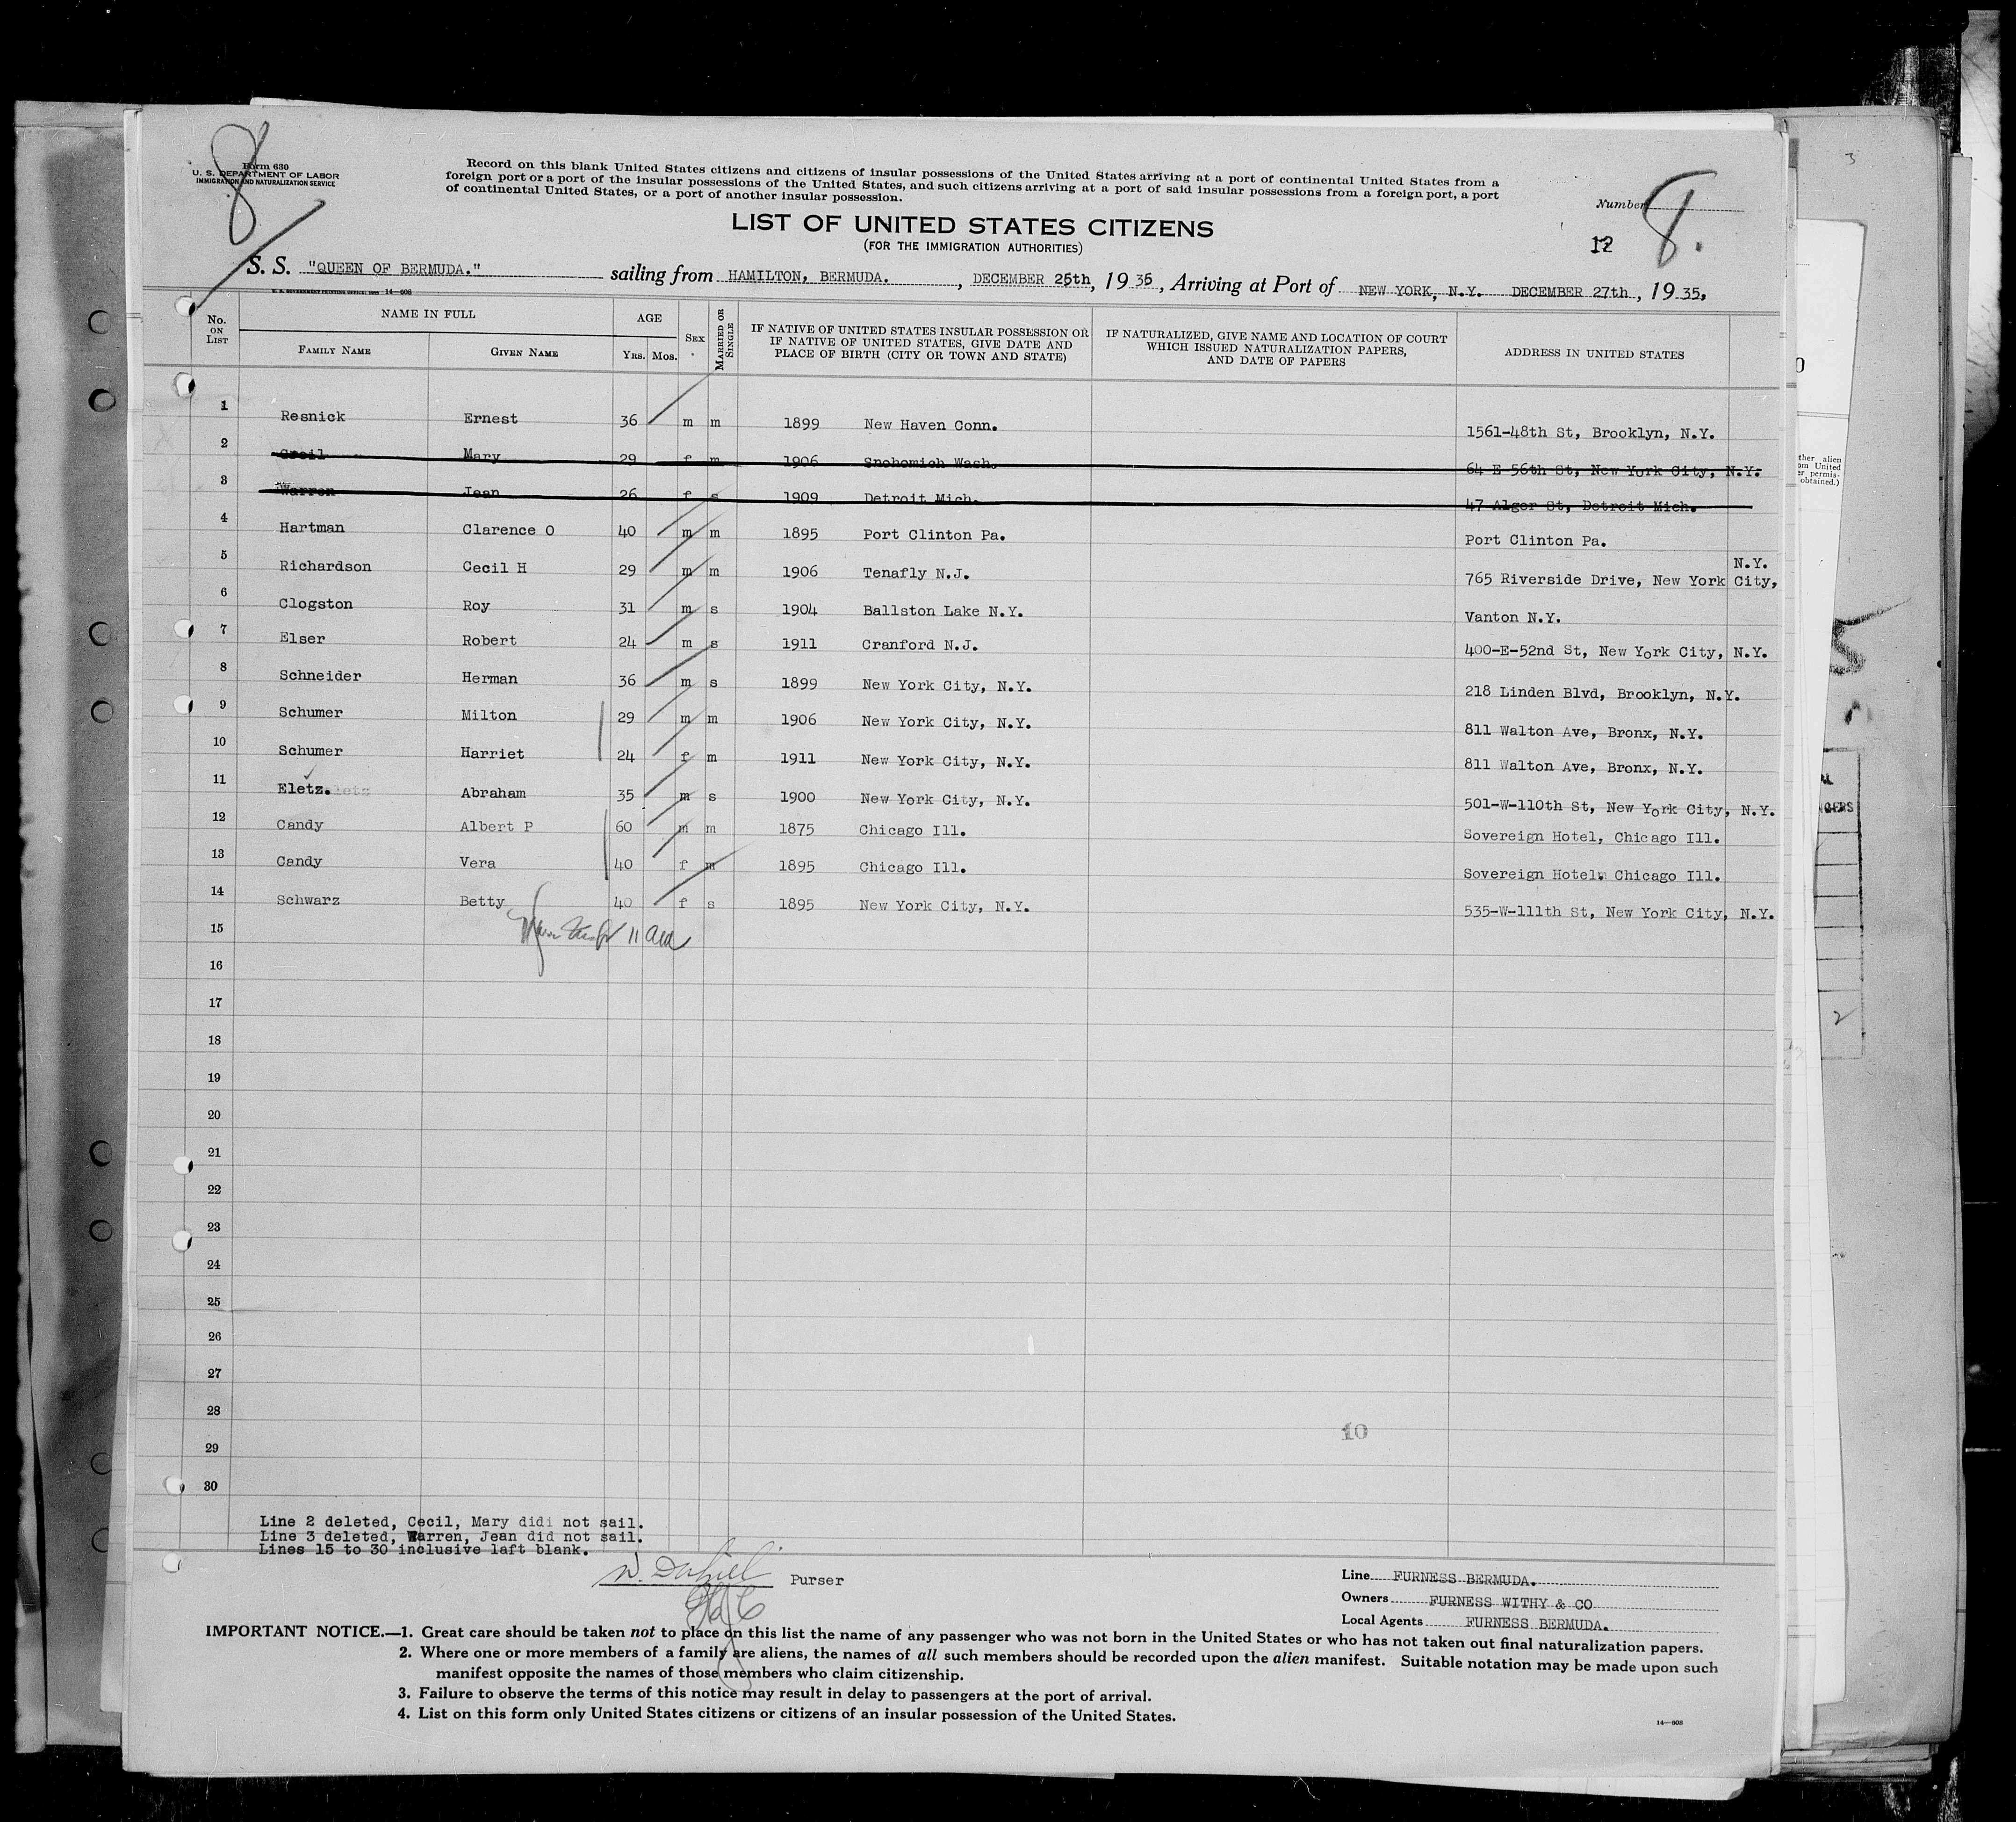 8
Form 630
U. S. DEPARTMENT OF LABOR
IMMIGRATION AND NATURALIZATION SERVICE
Record on this blank United States citizens and citizens of insular possessions of the United States arriving at a port of continental United States from a
foreign port or a port of the insular possessions of the United States, and such citizens arriving at a port of said insular possessions from a foreign port, a port
of continental United States, or a port of another insular possession.
LIST OF UNITED STATES CITIZENS
(FOR THE IMMIGRATION AUTHORITIES)
Number 8.
12
S. S. "QUEEN OF BERMUDA." sailing from HAMILTON, BERMUDA. , DECEMBER 25th, 19 35, Arriving at Port of NEW YORK, N.Y. DECEMBER 27th, 19 35,
U. S. GOVERNMENT PRINTING OFFICE 14—608
No. ON LIST NAME IN FULL AGE SEX MARRIED OR SINGLE IF NATIVE OF UNITED STATES INSULAR POSSESSION OR IF NATIVE OF UNITED STATES, GIVE DATE AND PLACE OF BIRTH (CITY OR TOWN AND STATE) IF NATURALIZED, GIVE NAME AND LOCATION OF COURT WHICH ISSUED NATURALIZATION PAPERS, AND DATE OF PAPERS ADDRESS IN UNITED STATES
FAMILY NAME GIVEN NAME YRS. MOS.
1 Resnick Ernest 36 m m 1899 New Haven Conn. 1561-48th St, Brooklyn, N.Y.
2 Mary 29 f m 1906 Snohomich Wash. 64 E 56th St, New York City, N.Y.
3 Warren Jean 26 f s 1909 Detroit Mich. 47 Alger St, Detroit Mich.
4 Hartman Clarence O 40 m m 1895 Port Clinton Pa. Port Clinton Pa.
5 Richardson Cecil H 29 m m 1906 Tenafly N.J. 765 Riverside Drive, New York City, N.Y.
6 Clogston Roy 31 m s 1904 Ballston Lake N.Y. Vanton N.Y.
7 Elser Robert 24 m s 1911 Cranford N.J. 400-E-52nd St, New York City, N.Y.
8 Schneider Herman 36 m s 1899 New York City, N.Y. 218 Linden Blvd, Brooklyn, N.Y.
9 Schumer Milton 29 m m 1906 New York City, N.Y. 811 Walton Ave, Bronx, N.Y.
10 Schumer Harriet 24 f m 1911 New York City, N.Y. 811 Walton Ave, Bronx, N.Y.
11 Eletz. Abraham 35 m s 1900 New York City, N.Y. 501-W-110th St, New York City, N.Y.
12 Candy Albert P 60 m m 1875 Chicago Ill. Sovereign Hotel, Chicago Ill.
13 Candy Vera 40 f m 1895 Chicago Ill. Sovereign Hotel, Chicago Ill.
14 Schwarz Betty 40 f s 1895 New York City, N.Y. 535-W-111th St, New York City, N.Y.
15
16
17
18
19
20
21
22
23
24
25
26
27
28
10
29
30
Line 2 deleted, Cecil, Mary didi not sail.
Line 3 deleted, Warren, Jean did not sail.
Lines 15 to 30 inclusive left blank.
Purser
Line FURNESS BERMUDA.
Owners FURNESS WITHY & CO
Local Agents FURNESS BERMUDA.
IMPORTANT NOTICE.—1. Great care should be taken not to place on this list the name of any passenger who was not born in the United States or who has not taken out final naturalization papers.
2. Where one or more members of a family are aliens, the names of all such members should be recorded upon the alien manifest. Suitable notation may be made upon such
manifest opposite the names of those members who claim citizenship.
3. Failure to observe the terms of this notice may result in delay to passengers at the port of arrival.
4. List on this form only United States citizens or citizens of an insular possession of the United States.
14—608